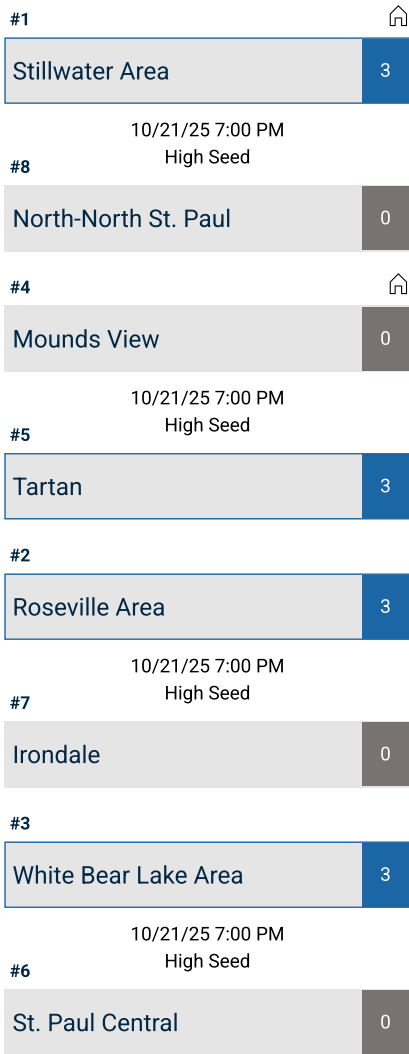 #1
Stillwater Area 3
10/21/25 7:00 PM
High Seed
#8
North-North St. Paul 0
#4
Mounds View 0
10/21/25 7:00 PM
High Seed
#5
Tartan 3
#2
Roseville Area 3
10/21/25 7:00 PM
High Seed
#7
Irondale 0
#3
White Bear Lake Area 3
10/21/25 7:00 PM
High Seed
#6
St. Paul Central 0